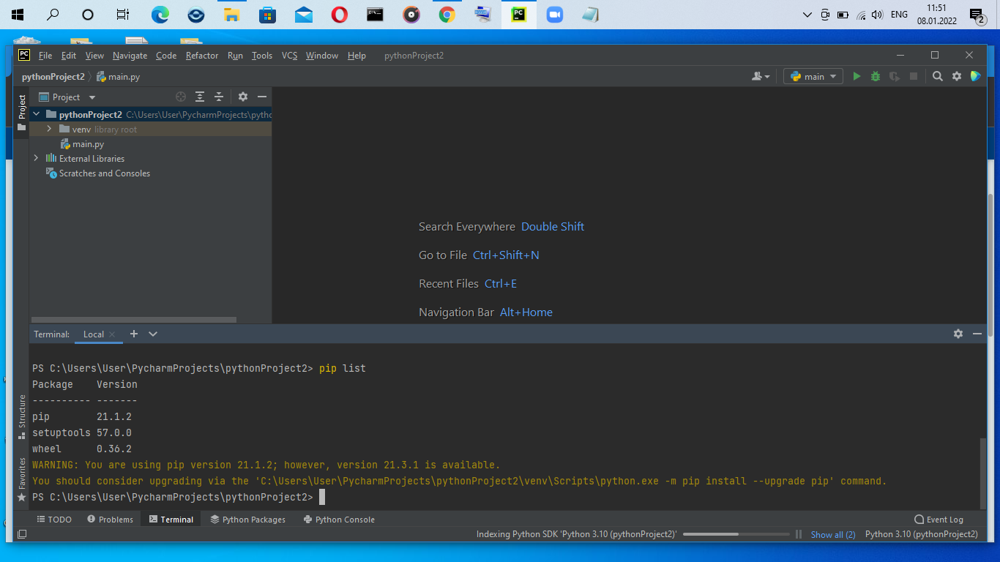 ENG
11:51
08.01.2022
2
PC
File Edit View Navigate Code Refactor Run Tools VCS Window Help pythonProject2
pythonProject2 main.py
main
Project
Project
pythonProject2 C:\Users\User\PycharmProjects\pytho
venv library root
main.py
External Libraries
Scratches and Consoles
Search Everywhere Double Shift
Go to File Ctrl+Shift+N
Recent Files Ctrl+E
Navigation Bar Alt+Home
Terminal: Local
PS C:\Users\User\PycharmProjects\pythonProject2> pip list
Package Version
---------- -------
pip 21.1.2
setuptools 57.0.0
wheel 0.36.2
WARNING: You are using pip version 21.1.2; however, version 21.3.1 is available.
You should consider upgrading via the 'C:\Users\User\PycharmProjects\pythonProject2\venv\Scripts\python.exe -m pip install --upgrade pip' command.
PS C:\Users\User\PycharmProjects\pythonProject2>
Structure
Favorites
TODO Problems Terminal Python Packages Python Console Event Log
Indexing Python SDK 'Python 3.10 (pythonProject2)' Show all (2) Python 3.10 (pythonProject2)